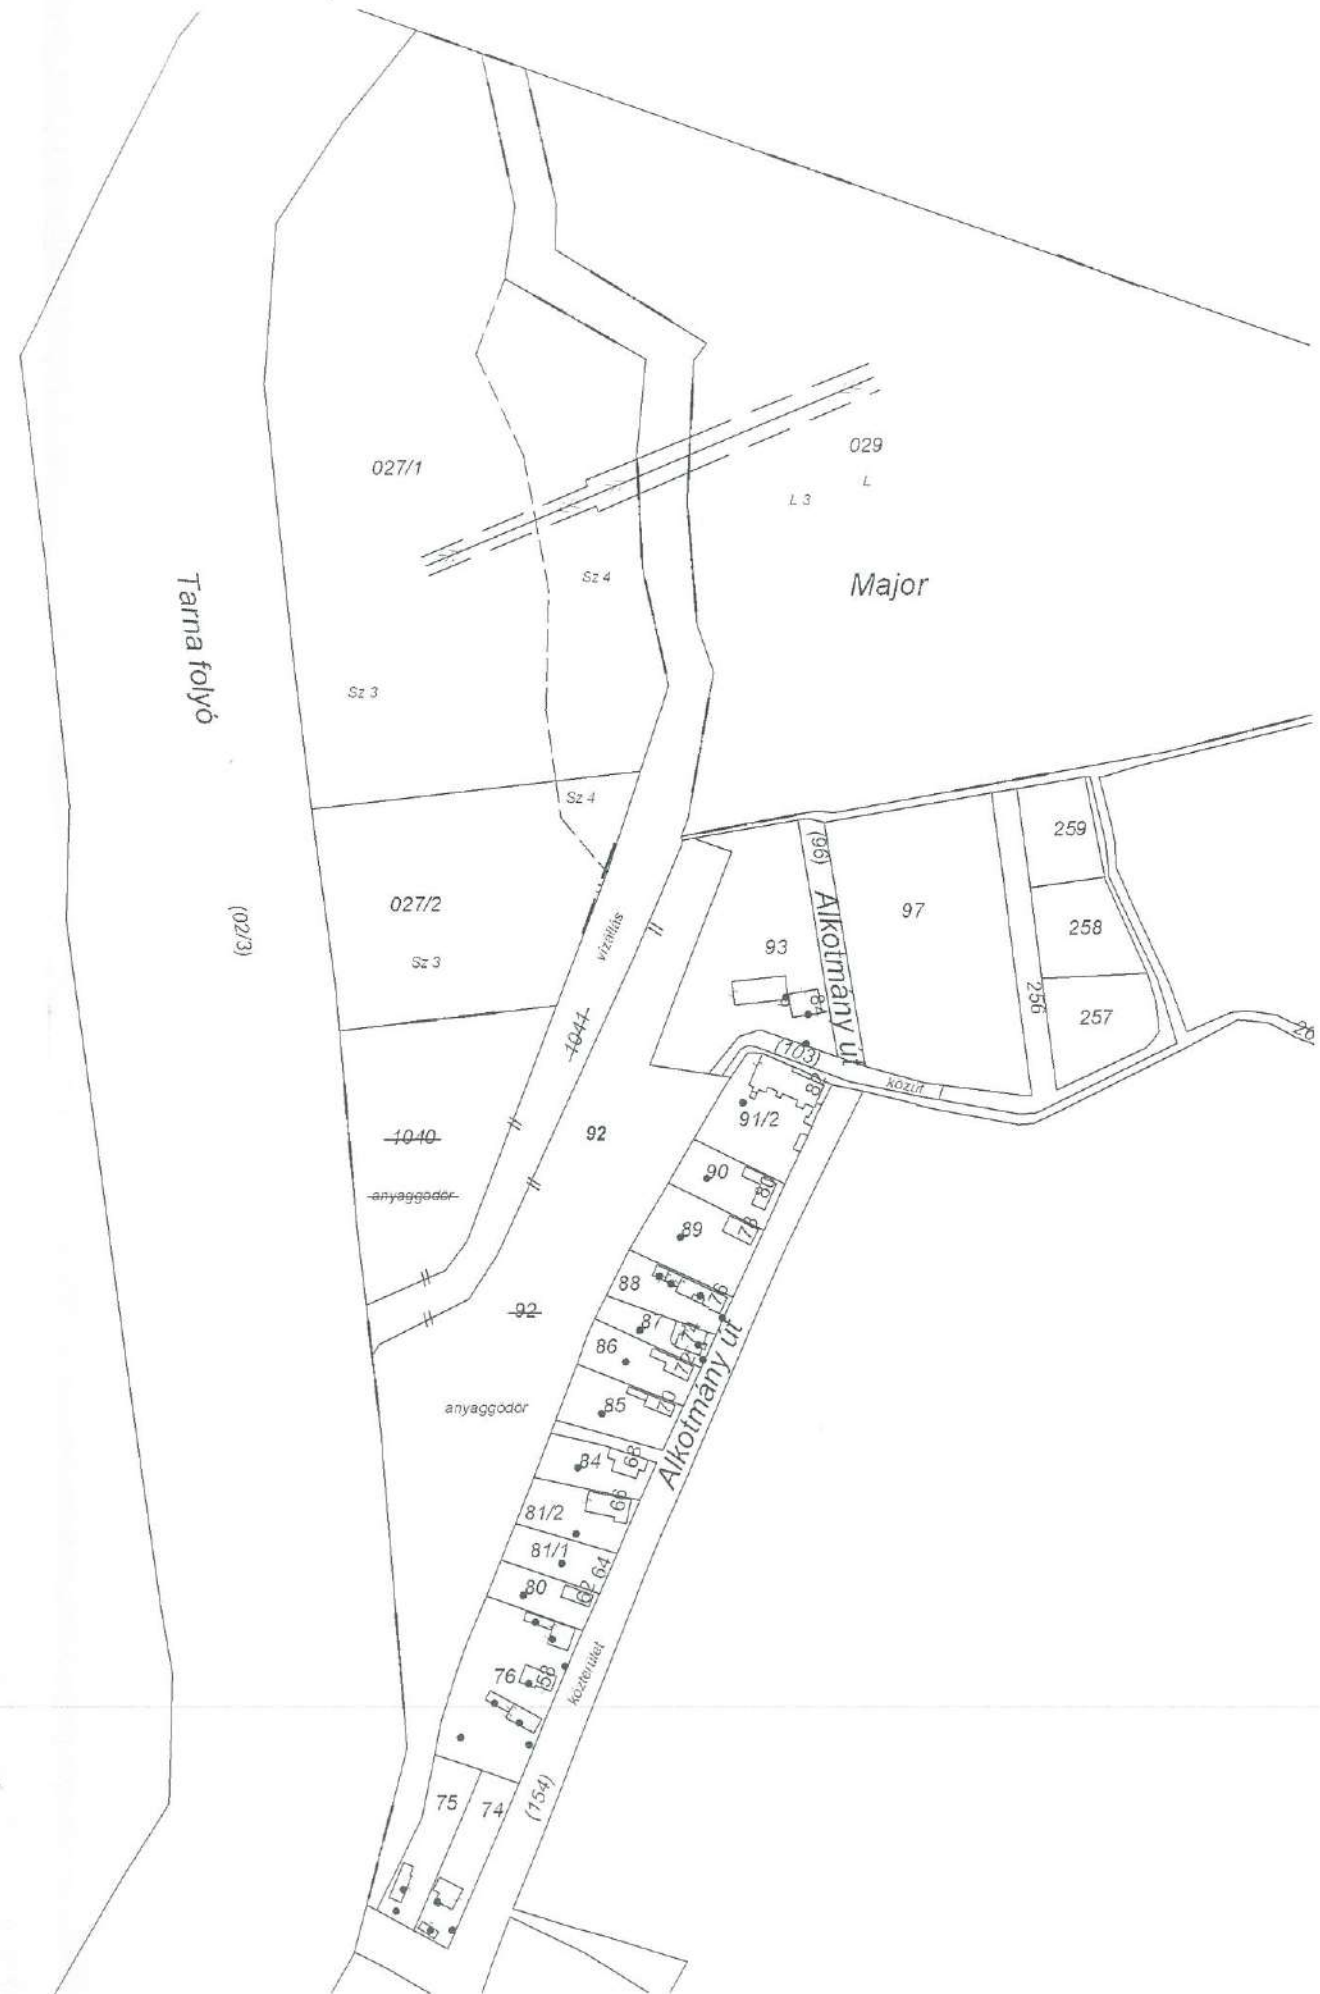 027/1
029
L
L 3
Sz 4
Major
Tarna folyó
Sz 3
Sz 4
259
(96)
Alkotmány út
97
027/2
(02/3)
258
vízállás
93
Sz 3
84
256
257
1041
(103)
közút
82
1040
92
91/2
anyaggödör
90
80
89
78
88
76
92
87
74
Alkotmány út
86
72
85
70
anyaggödör
84
68
66
81/2
81/1
64
80
62
76
58
közterület
75
74
(154)